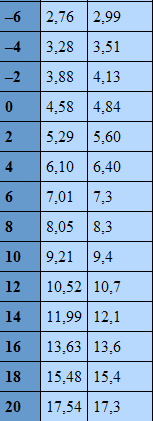 –6 2,76 2,99
–4 3,28 3,51
–2 3,88 4,13
0 4,58 4,84
2 5,29 5,60
4 6,10 6,40
6 7,01 7,3
8 8,05 8,3
10 9,21 9,4
12 10,52 10,7
14 11,99 12,1
16 13,63 13,6
18 15,48 15,4
20 17,54 17,3